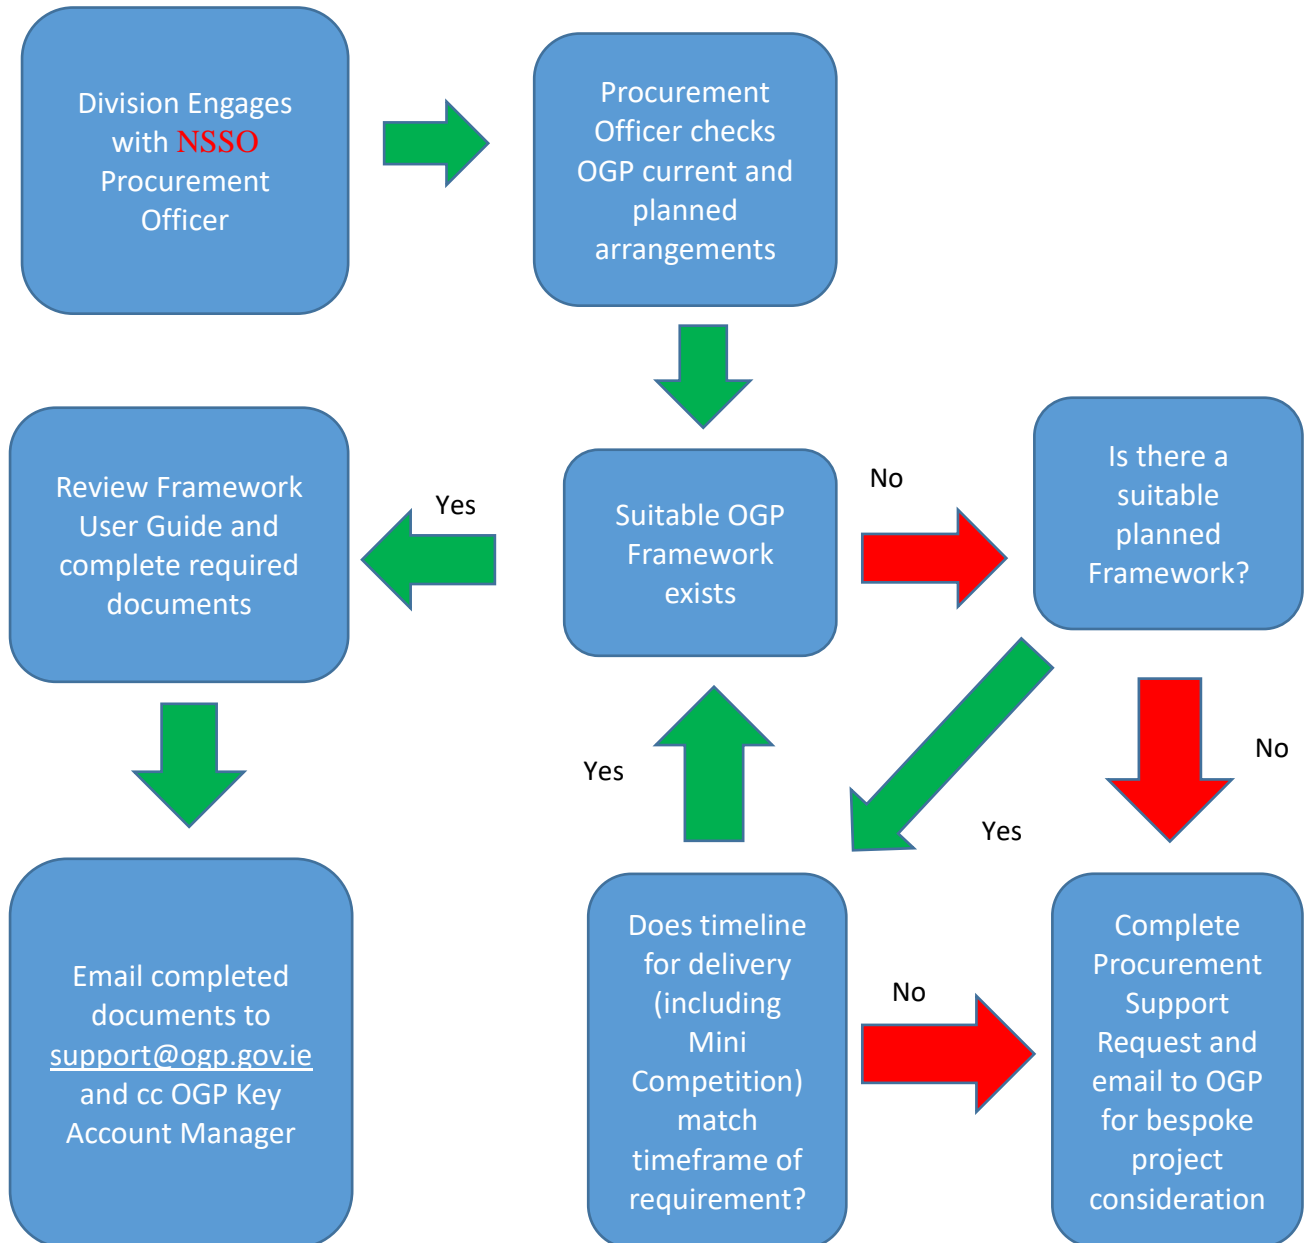 Division Engages
with NSSO
Procurement
Officer
Procurement
Officer checks
OGP current and
planned
arrangements
Review Framework
User Guide and
complete required
documents
Yes
Suitable OGP
Framework
exists
No
Is there a
suitable
planned
Framework?
Yes
Yes
No
Email completed
documents to
support@ogp.gov.ie
and cc OGP Key
Account Manager
Does timeline
for delivery
(including
Mini
Competition)
match
timeframe of
requirement?
No
Complete
Procurement
Support
Request and
email to OGP
for bespoke
project
consideration